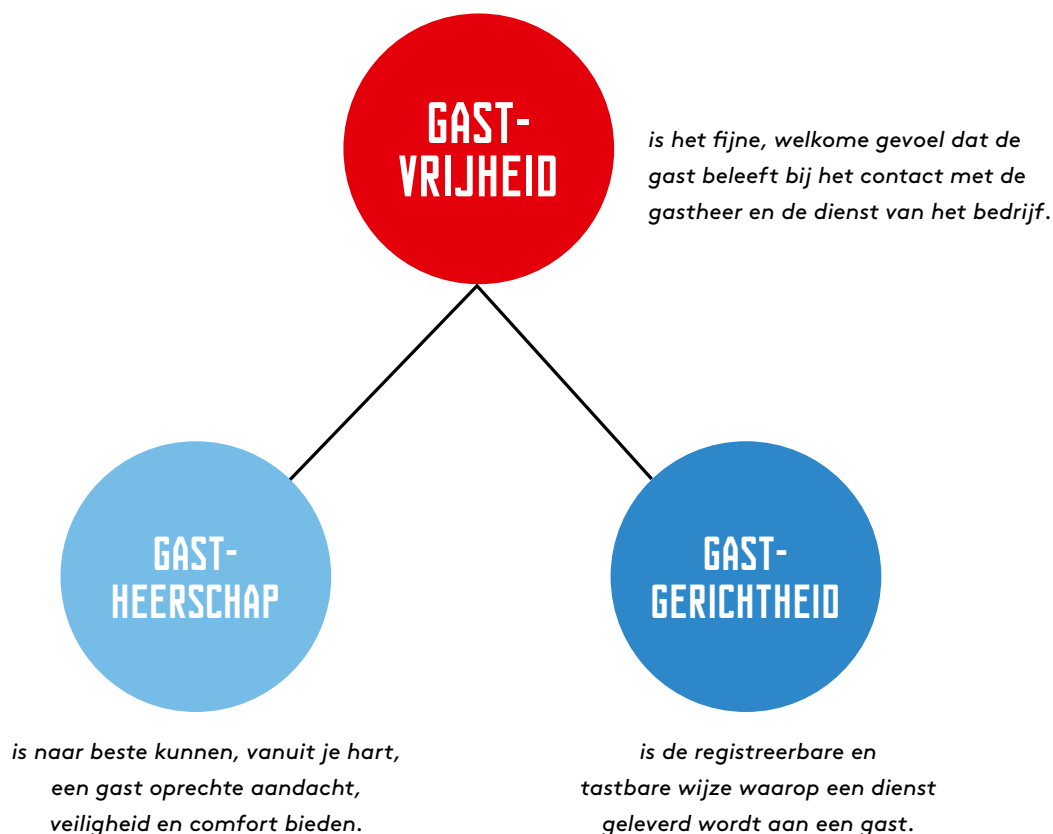 GAST-
VRIJHEID
is het fijne, welkome gevoel dat de
gast beleeft bij het contact met de
gastheer en de dienst van het bedrijf.
GAST-
HEERSCHAP
is naar beste kunnen, vanuit je hart,
een gast oprechte aandacht,
veiligheid en comfort bieden.
GAST-
GERICHTHEID
is de registreerbare en
tastbare wijze waarop een dienst
geleverd wordt aan een gast.